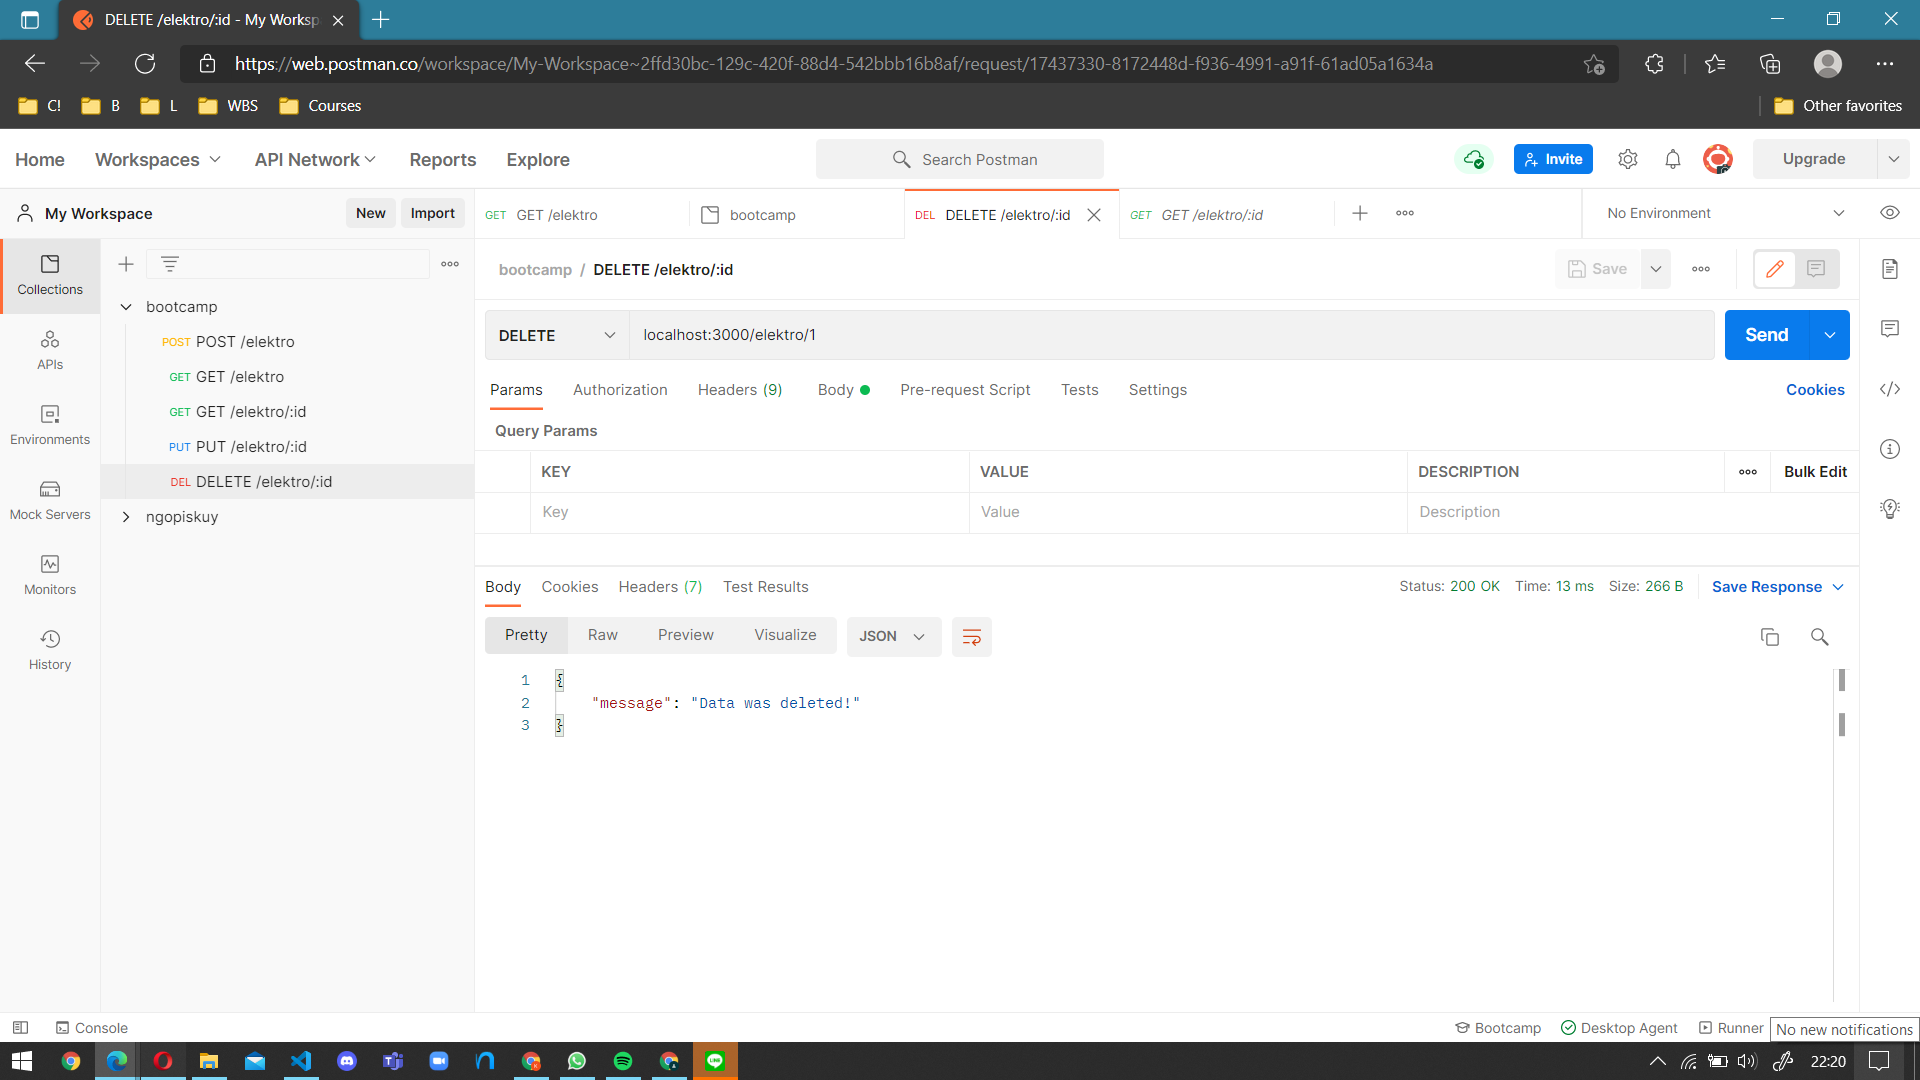 DELETE /elektro/:id - My Worksp
https://web.postman.co/workspace/My-Workspace~2ffd30bc-129c-420f-88d4-542bbb16b8af/request/17437330-8172448d-f936-4991-a91f-61ad05a1634a
C! B L WBS Courses Other favorites
Home Workspaces API Network Reports Explore Search Postman Invite Upgrade
My Workspace New Import GET GET /elektro bootcamp DEL DELETE /elektro/:id GET GET /elektro/:id No Environment
bootcamp / DELETE /elektro/:id Save
Collections
bootcamp
POST POST /elektro
GET GET /elektro
GET GET /elektro/:id
PUT PUT /elektro/:id
DEL DELETE /elektro/:id
ngopiskuy
APIs
Environments
Mock Servers
Monitors
History
DELETE localhost:3000/elektro/1 Send
Params Authorization Headers (9) Body Pre-request Script Tests Settings Cookies
Query Params
KEY VALUE DESCRIPTION Bulk Edit
Key Value Description
Body Cookies Headers (7) Test Results Status: 200 OK Time: 13 ms Size: 266 B Save Response
Pretty Raw Preview Visualize JSON
1 {
2 "message": "Data was deleted!"
3 }
Console Bootcamp Desktop Agent Runner No new notifications
22:20